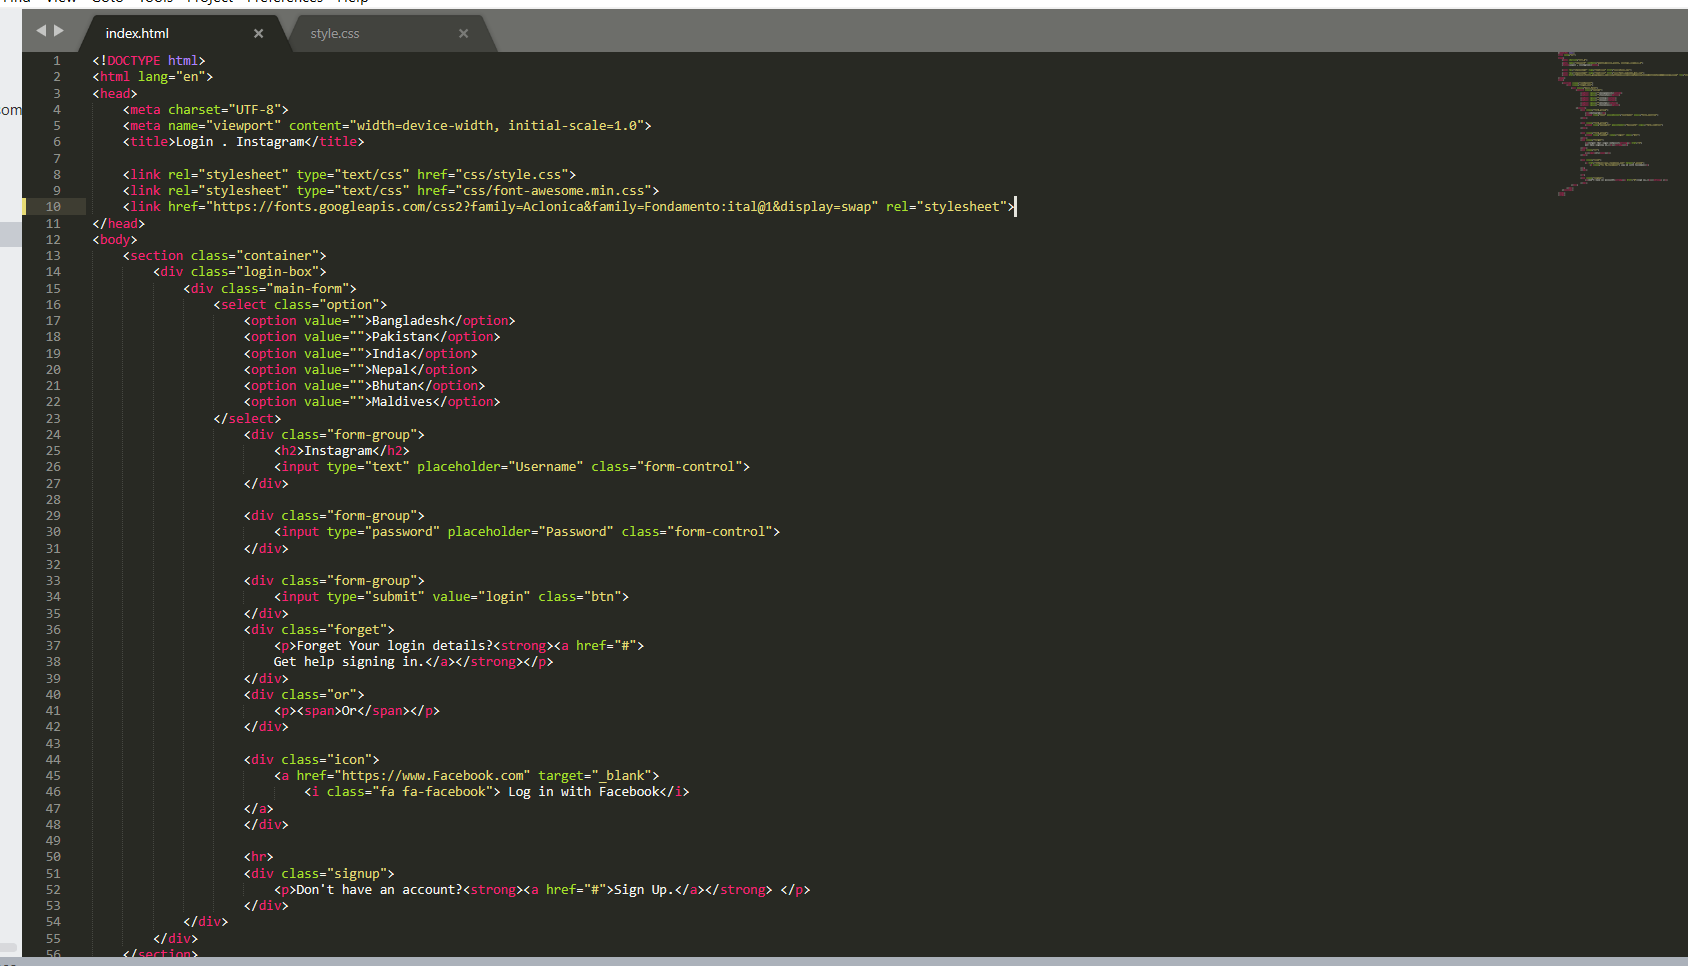 Find View Goto Tools Project Preferences Help
index.html ×
style.css ×
som
1 <!DOCTYPE html>
2 <html lang="en">
3 <head>
4 <meta charset="UTF-8">
5 <meta name="viewport" content="width=device-width, initial-scale=1.0">
6 <title>Login . Instagram</title>
7
8 <link rel="stylesheet" type="text/css" href="css/style.css">
9 <link rel="stylesheet" type="text/css" href="css/font-awesome.min.css">
10 <link href="https://fonts.googleapis.com/css2?family=Aclonica&family=Fondamento:ital@1&display=swap" rel="stylesheet">
11 </head>
12 <body>
13 <section class="container">
14 <div class="login-box">
15 <div class="main-form">
16 <select class="option">
17 <option value="">Bangladesh</option>
18 <option value="">Pakistan</option>
19 <option value="">India</option>
20 <option value="">Nepal</option>
21 <option value="">Bhutan</option>
22 <option value="">Maldives</option>
23 </select>
24 <div class="form-group">
25 <h2>Instagram</h2>
26 <input type="text" placeholder="Username" class="form-control">
27 </div>
28
29 <div class="form-group">
30 <input type="password" placeholder="Password" class="form-control">
31 </div>
32
33 <div class="form-group">
34 <input type="submit" value="login" class="btn">
35 </div>
36 <div class="forget">
37 <p>Forget Your login details?<strong><a href="#">
38 Get help signing in.</a></strong></p>
39 </div>
40 <div class="or">
41 <p><span>Or</span></p>
42 </div>
43
44 <div class="icon">
45 <a href="https://www.Facebook.com" target="_blank">
46 <i class="fa fa-facebook"> Log in with Facebook</i>
47 </a>
48 </div>
49
50 <hr>
51 <div class="signup">
52 <p>Don't have an account?<strong><a href="#">Sign Up.</a></strong> </p>
53 </div>
54 </div>
55 </div>
56 </section>